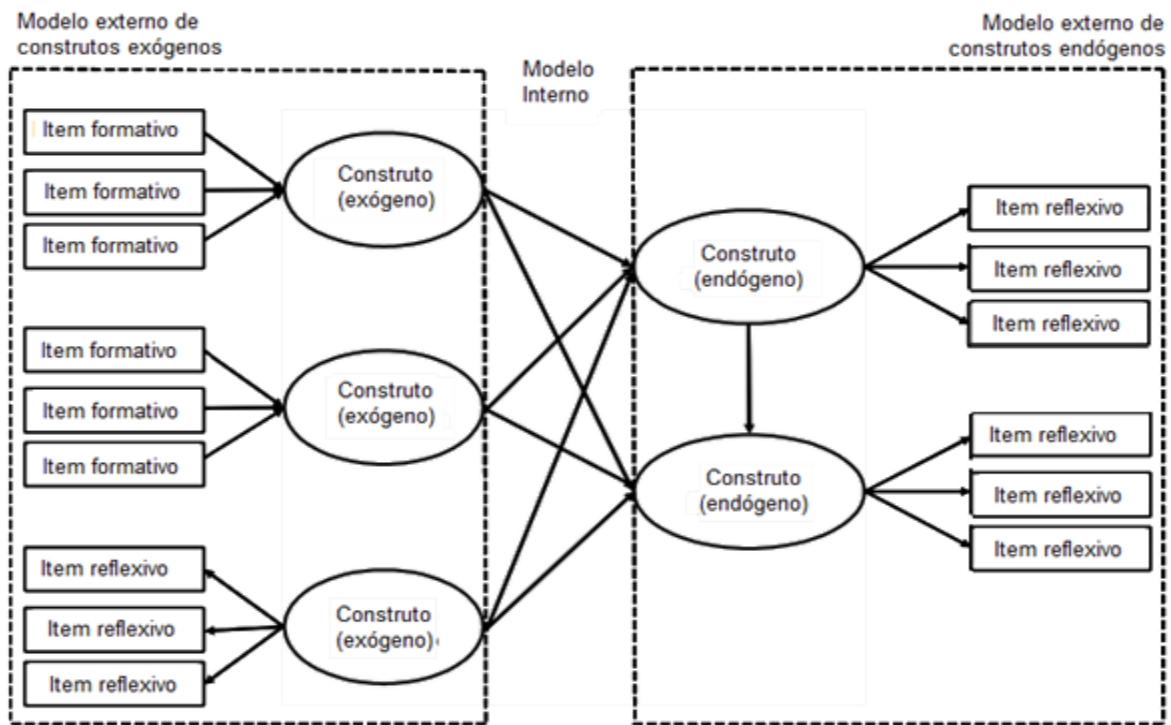 Modelo externo de
construtos exógenos
Modelo externo de
construtos endógenos
Modelo
Interno
Item formativo
Item formativo
Item formativo
Construto
(exógeno)
Item formativo
Item formativo
Item formativo
Construto
(exógeno)
Item reflexivo
Item reflexivo
Item reflexivo
Construto
(exógeno)
Construto
(endógeno)
Item reflexivo
Item reflexivo
Item reflexivo
Construto
(endógeno)
Item reflexivo
Item reflexivo
Item reflexivo